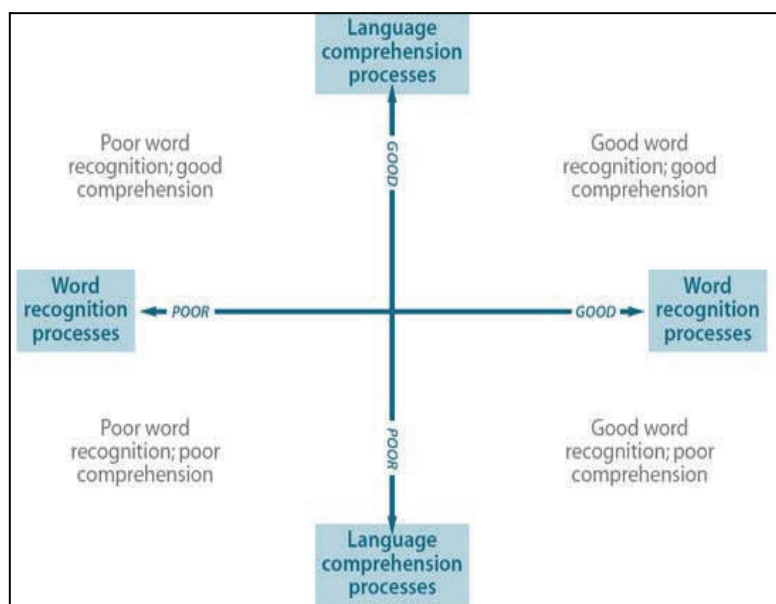 Language
comprehension
processes
Poor word
recognition; good
comprehension
GOOD
Good word
recognition; good
comprehension
Word
recognition
processes
POOR
GOOD
Word
recognition
processes
Poor word
recognition; poor
comprehension
POOR
Good word
recognition; poor
comprehension
Language
comprehension
processes